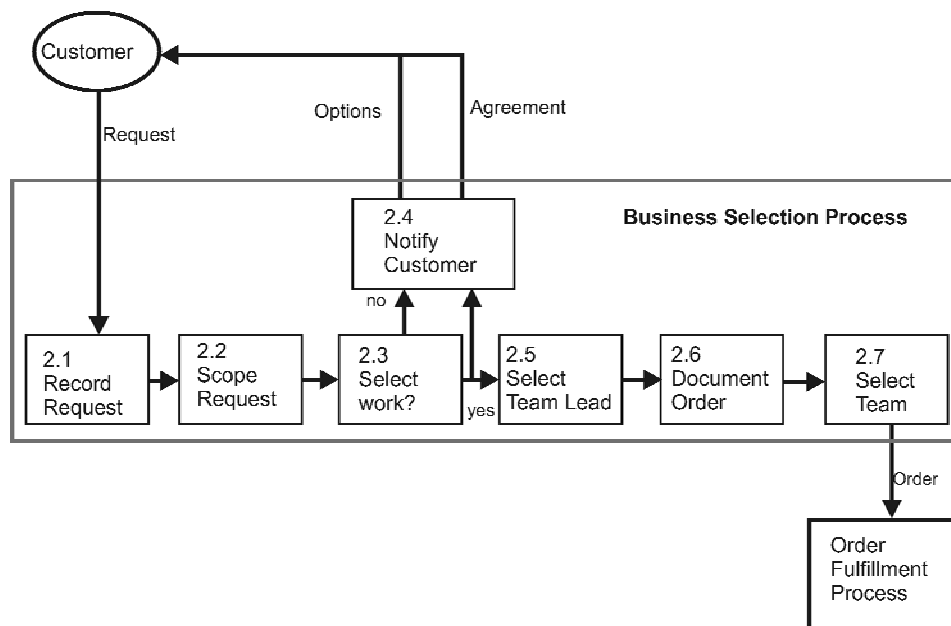 Customer
Options
Agreement
Request
Business Selection Process
2.4
Notify
Customer
no
2.1
Record
Request
2.2
Scope
Request
2.3
Select
work?
yes
2.5
Select
Team Lead
2.6
Document
Order
2.7
Select
Team
Order
Order
Fulfillment
Process